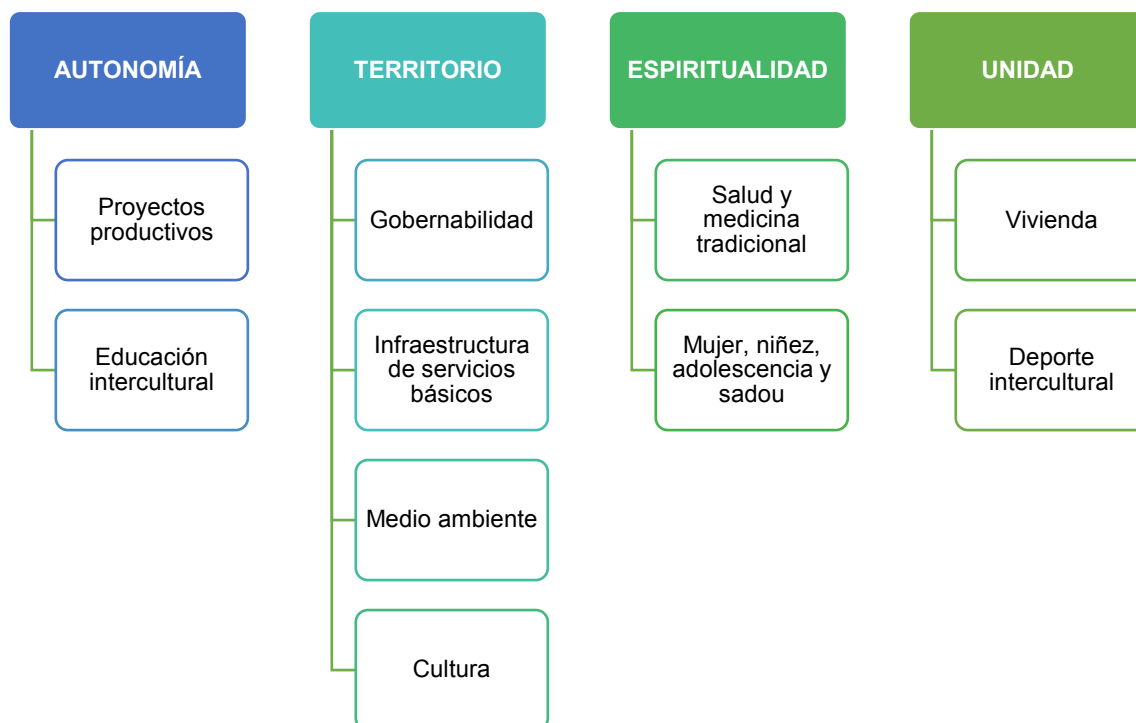 AUTONOMÍA
Proyectos
productivos
Educación
intercultural
TERRITORIO
Gobernabilidad
Infraestructura
de servicios
básicos
Medio ambiente
Cultura
ESPIRITUALIDAD
Salud y
medicina
tradicional
Mujer, niñez,
adolescencia y
sadou
UNIDAD
Vivienda
Deporte
intercultural